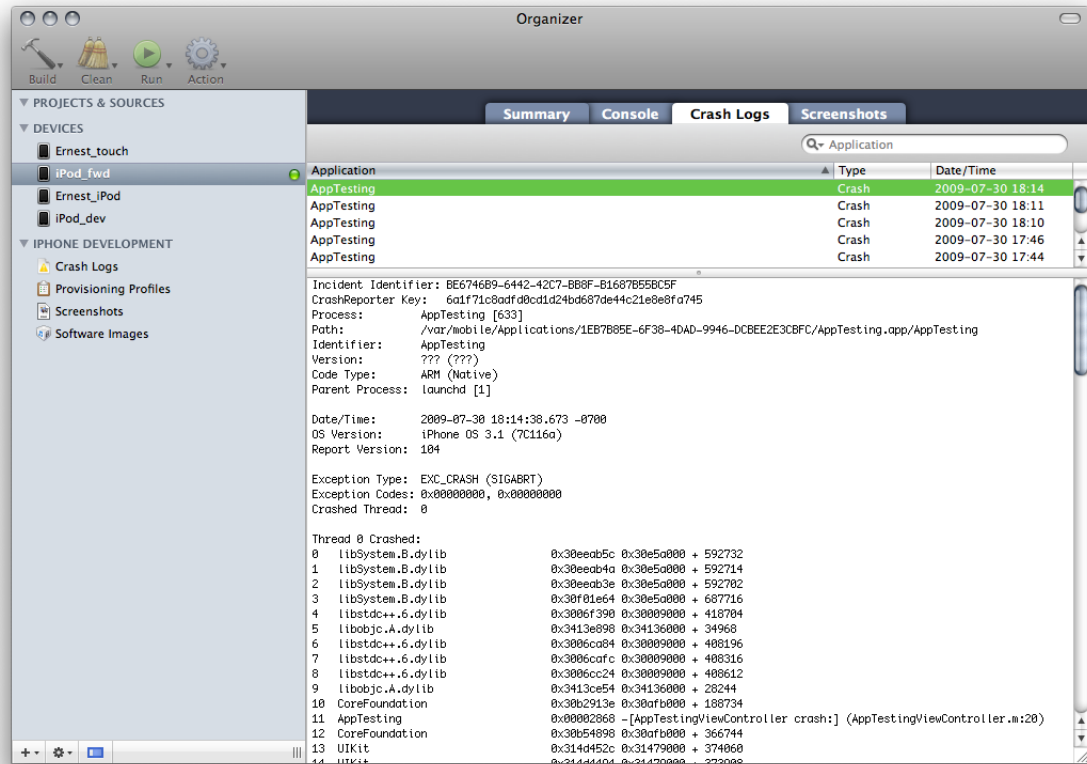 Organizer
Build Clean Run Action
PROJECTS & SOURCES
DEVICES
Ernest_touch
iPod_fwd
Ernest_iPod
iPod_dev
IPHONE DEVELOPMENT
Crash Logs
Provisioning Profiles
Screenshots
Software Images
Summary Console Crash Logs Screenshots
Application
Application Type Date/Time
AppTesting Crash 2009-07-30 18:14
AppTesting Crash 2009-07-30 18:11
AppTesting Crash 2009-07-30 18:10
AppTesting Crash 2009-07-30 17:46
AppTesting Crash 2009-07-30 17:44
Incident Identifier: BE6746B9-6442-42C7-BB8F-B1687B55BC5F
CrashReporter Key: 6a1f71c8adfd0cd1d24bd687de44c21e8e8fa745
Process: AppTesting [633]
Path: /var/mobile/Applications/1EB7B85E-6F38-4DAD-9946-DCBEE2E3CBFC/AppTesting.app/AppTesting
Identifier: AppTesting
Version: ??? (???)
Code Type: ARM (Native)
Parent Process: launchd [1]
Date/Time: 2009-07-30 18:14:38.673 -0700
OS Version: iPhone OS 3.1 (7C116a)
Report Version: 104
Exception Type: EXC_CRASH (SIGABRT)
Exception Codes: 0x00000000, 0x00000000
Crashed Thread: 0
Thread 0 Crashed:
0 libSystem.B.dylib 0x30eeab5c 0x30e5a000 + 592732
1 libSystem.B.dylib 0x30eeab4a 0x30e5a000 + 592714
2 libSystem.B.dylib 0x30eeab3e 0x30e5a000 + 592702
3 libSystem.B.dylib 0x30f01e64 0x30e5a000 + 687716
4 libstdc++.6.dylib 0x3006f390 0x30009000 + 418704
5 libobjc.A.dylib 0x3413e898 0x34136000 + 34968
6 libstdc++.6.dylib 0x3006ca84 0x30009000 + 408196
7 libstdc++.6.dylib 0x3006cafc 0x30009000 + 408316
8 libstdc++.6.dylib 0x3006cc24 0x30009000 + 408612
9 libobjc.A.dylib 0x3413ce54 0x34136000 + 28244
10 CoreFoundation 0x30b2913e 0x30afb000 + 188734
11 AppTesting 0x00002868 -[AppTestingViewController crash:] (AppTestingViewController.m:20)
12 CoreFoundation 0x30b54898 0x30afb000 + 366744
13 UIKit 0x314d452c 0x31479000 + 374060
14 UIKit 0x314d4494 0x31479000 + 373908